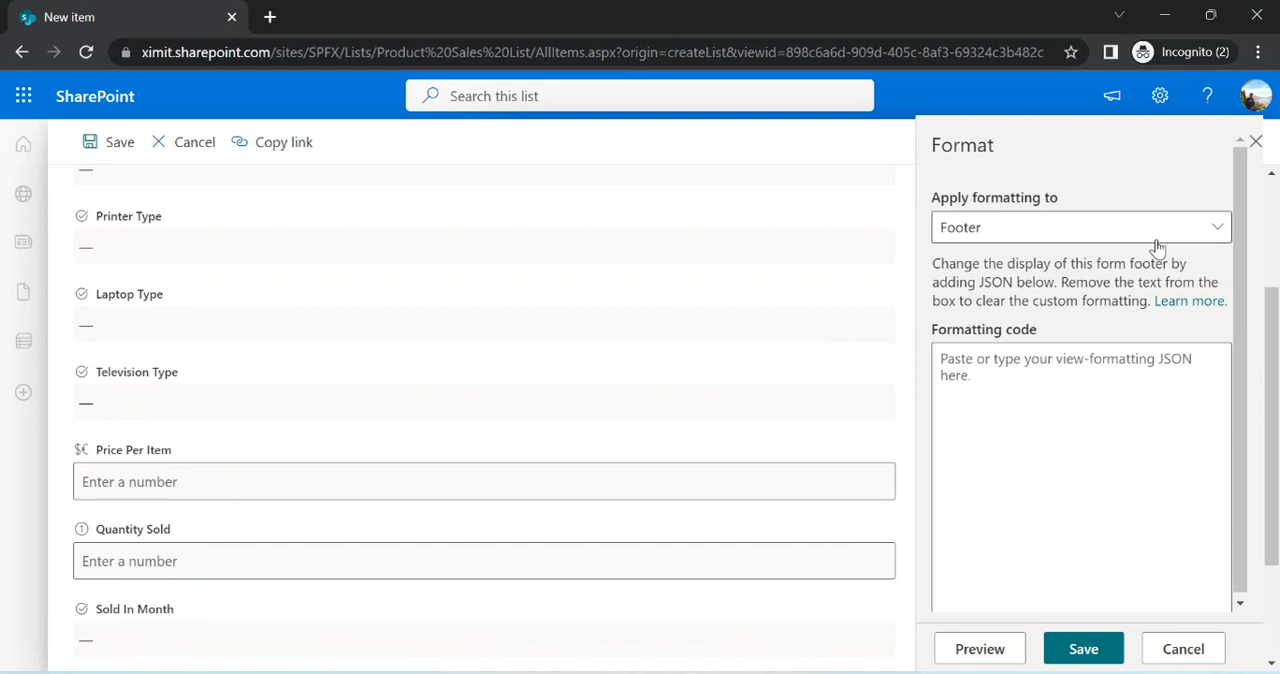 New item
ximit.sharepoint.com/sites/SPFX/Lists/Product%20Sales%20List/AllItems.aspx?origin=createList&viewid=898c6a6d-909d-405c-8af3-69324c3b482c
Incognito (2)
SharePoint
Search this list
Save
Cancel
Copy link
—
Printer Type
—
Laptop Type
—
Television Type
—
$€ Price Per Item
Enter a number
1 Quantity Sold
Enter a number
Sold In Month
—
Format
Apply formatting to
Footer
Change the display of this form footer by
adding JSON below. Remove the text from the
box to clear the custom formatting. Learn more.
Formatting code
Paste or type your view-formatting JSON
here.
Preview
Save
Cancel